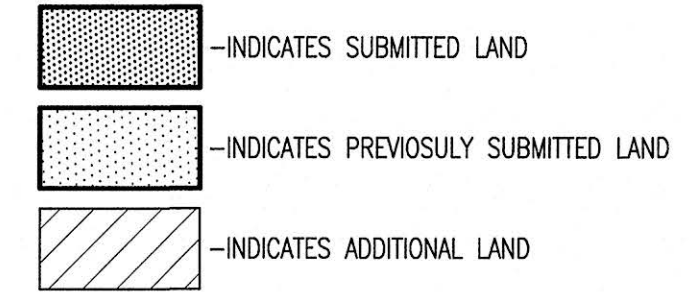 -INDICATES SUBMITTED LAND
-INDICATES PREVIOSULY SUBMITTED LAND
-INDICATES ADDITIONAL LAND